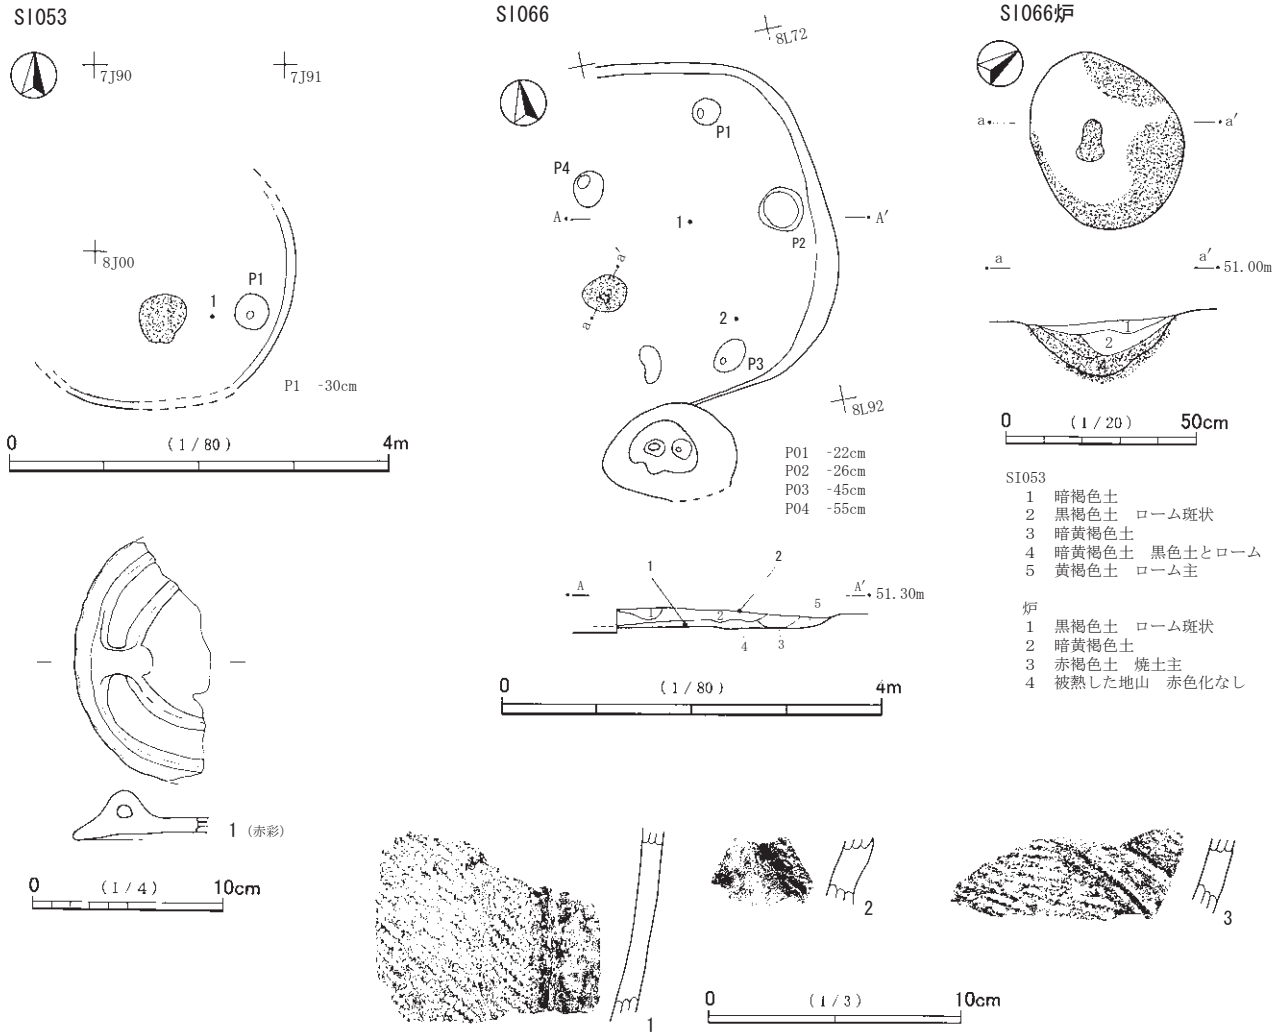 SI053
7J90
7J91
8J00
P1
1
P1 -30cm
0 (1/80) 4m
1 (赤彩)
0 (1/4) 10cm
SI066
8L72
P1
P4
A
1
A′
P2
a′
a
2
P3
8L92
P01 -22cm
P02 -26cm
P03 -45cm
P04 -55cm
1
2
A
A′ 51.30m
1
2
5
4
3
0 (1/80) 4m
SI066炉
a
a′
a
a′ 51.00m
1
2
4
0 (1/20) 50cm
SI053
1 暗褐色土
2 黒褐色土 ローム斑状
3 暗黄褐色土
4 暗黄褐色土 黒色土とローム
5 黄褐色土 ローム主
炉
1 黒褐色土 ローム斑状
2 暗黄褐色土
3 赤褐色土 焼土主
4 被熱した地山 赤色化なし
1
2
3
0 (1/3) 10cm